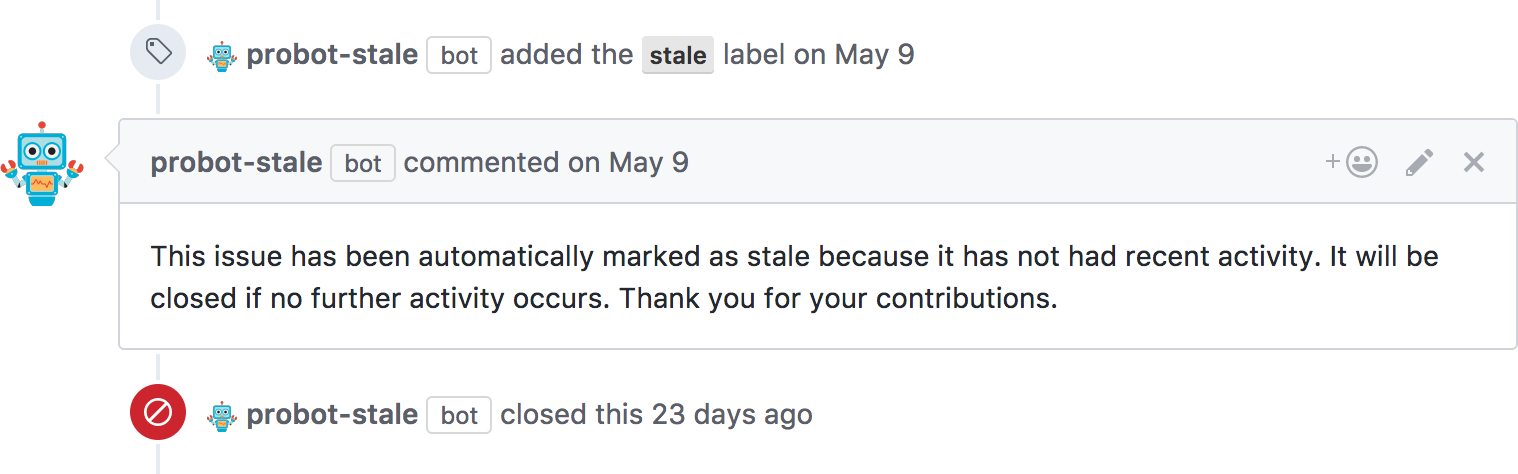 probot-stale bot added the stale label on May 9
probot-stale bot commented on May 9
This issue has been automatically marked as stale because it has not had recent activity. It will be
closed if no further activity occurs. Thank you for your contributions.
probot-stale bot closed this 23 days ago